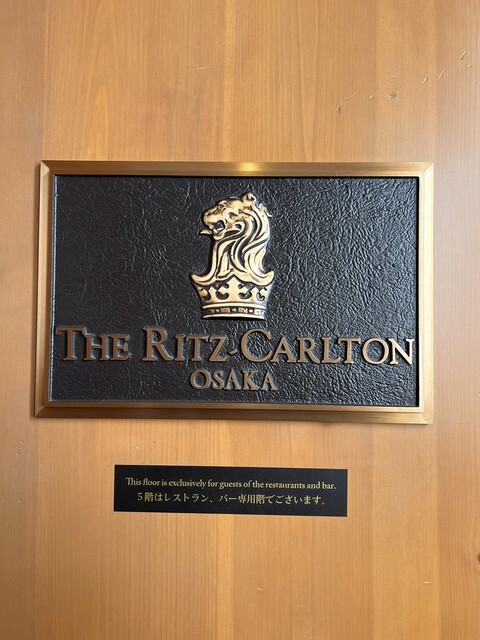 THE RITZ-CARLTON
OSAKA
This floor is exclusively for guests of the restaurants and bar.
5階はレストラン、バー専用階でございます。